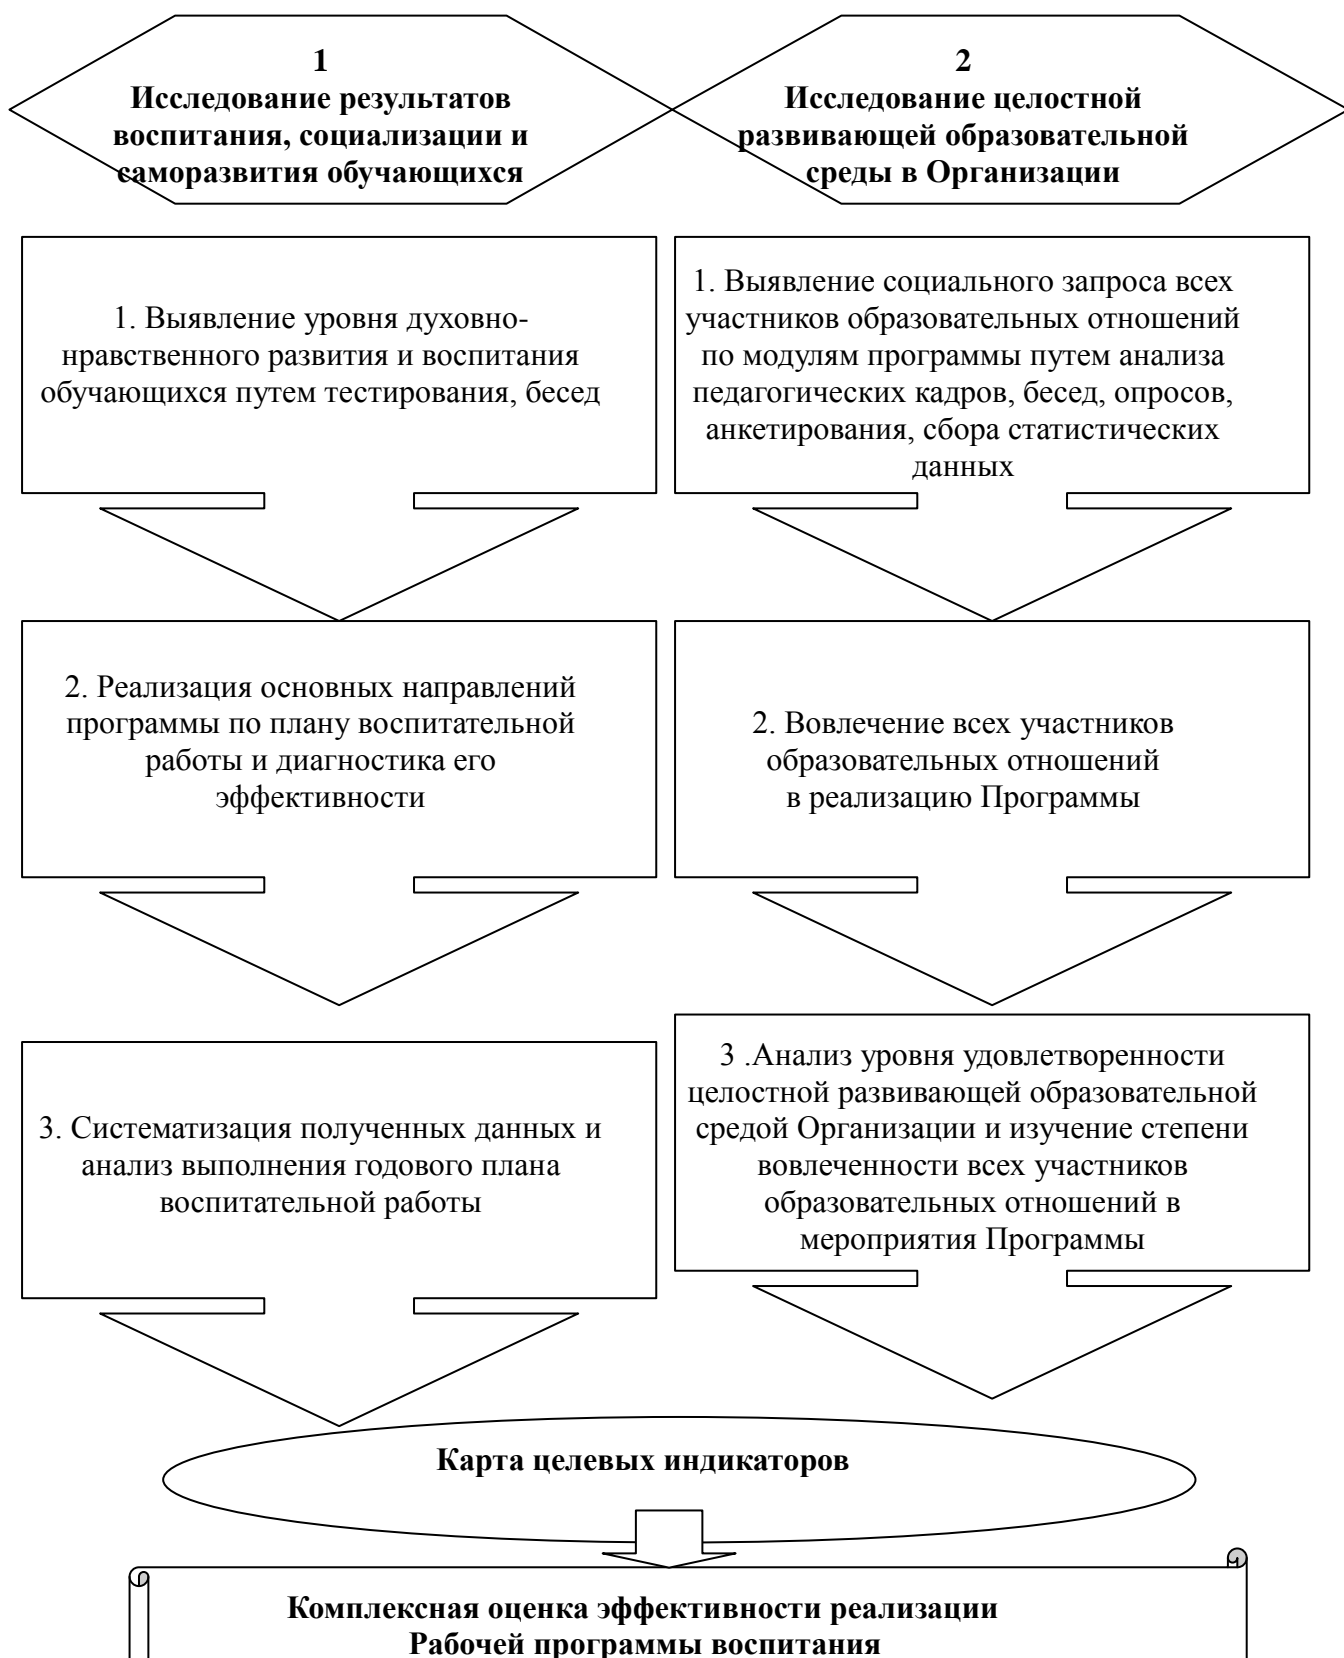 1
Исследование результатов
воспитания, социализации и
саморазвития обучающихся
2
Исследование целостной
развивающей образовательной
среды в Организации
1. Выявление уровня духовно-
нравственного развития и воспитания
обучающихся путем тестирования, бесед
1. Выявление социального запроса всех
участников образовательных отношений
по модулям программы путем анализа
педагогических кадров, бесед, опросов,
анкетирования, сбора статистических
данных
2. Реализация основных направлений
программы по плану воспитательной
работы и диагностика его
эффективности
2. Вовлечение всех участников
образовательных отношений
в реализацию Программы
3. Систематизация полученных данных и
анализ выполнения годового плана
воспитательной работы
3 .Анализ уровня удовлетворенности
целостной развивающей образовательной
средой Организации и изучение степени
вовлеченности всех участников
образовательных отношений в
мероприятия Программы
Карта целевых индикаторов
Комплексная оценка эффективности реализации
Рабочей программы воспитания